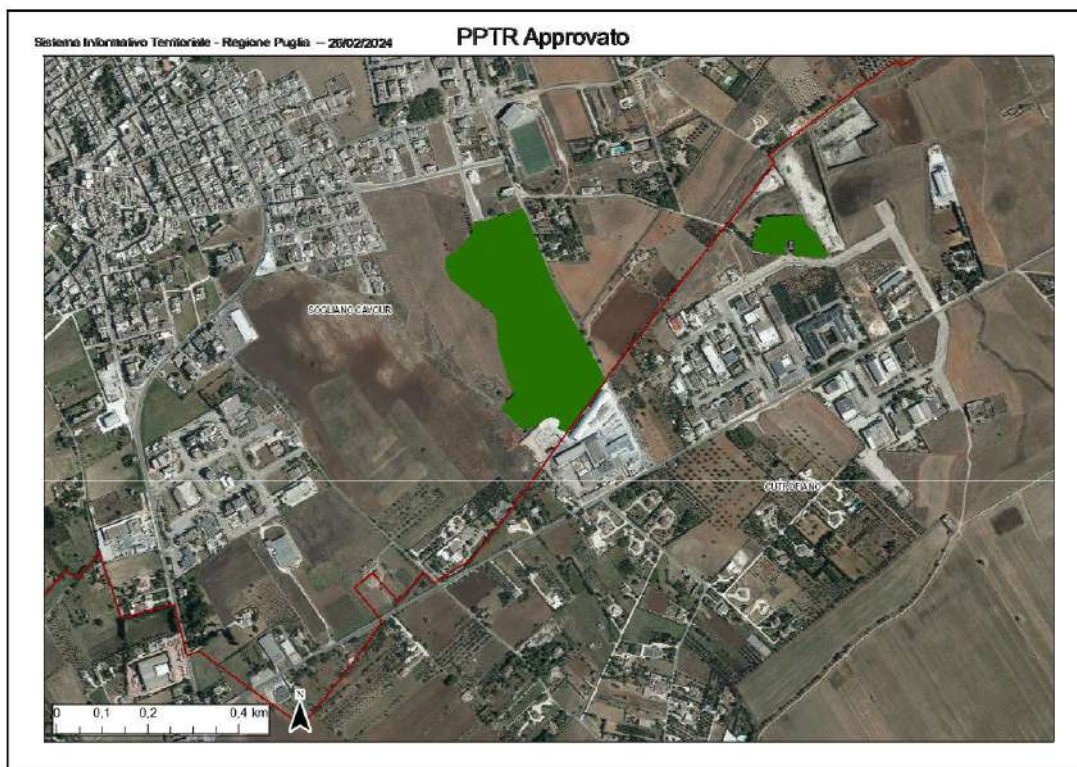 Sistema Informativo Territoriale - Regione Puglia -- 26/02/2024
PPTR Approvato
SOGLIANO CAVOUR
CUTROFIANO
N
0 0,1 0,2 0,4 km